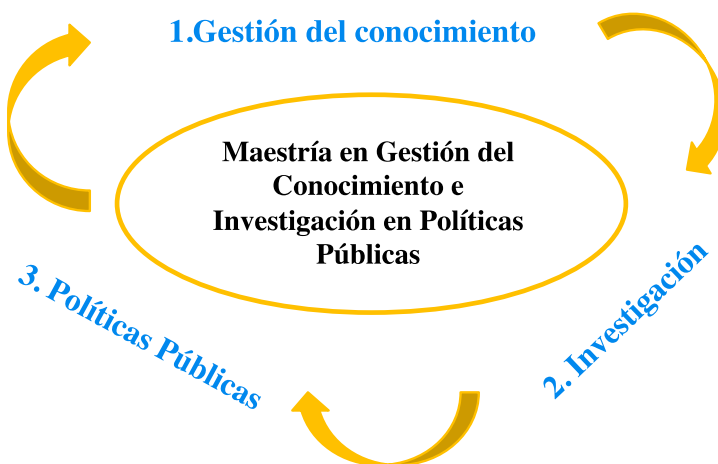 1.Gestión del conocimiento
Maestría en Gestión del
Conocimiento e
Investigación en Políticas
Públicas
2. Investigación
3. Políticas Públicas